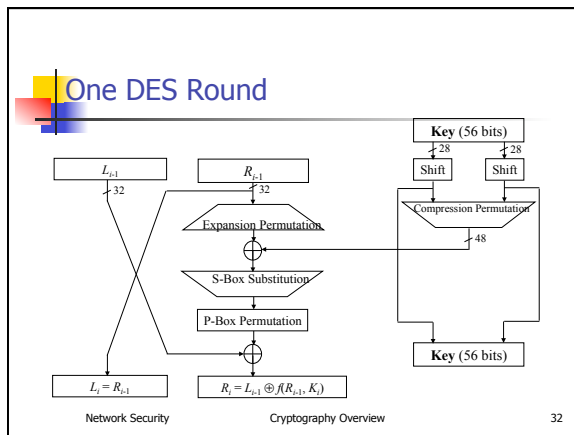 One DES Round
Key (56 bits)
28 28
Shift Shift
L_{i-1} R_{i-1}
32 32
Compression Permutation
Expansion Permutation
48
S-Box Substitution
P-Box Permutation
Key (56 bits)
L_i = R_{i-1} R_i = L_{i-1} ⊕ f(R_{i-1}, K_i)
Network Security Cryptography Overview 32